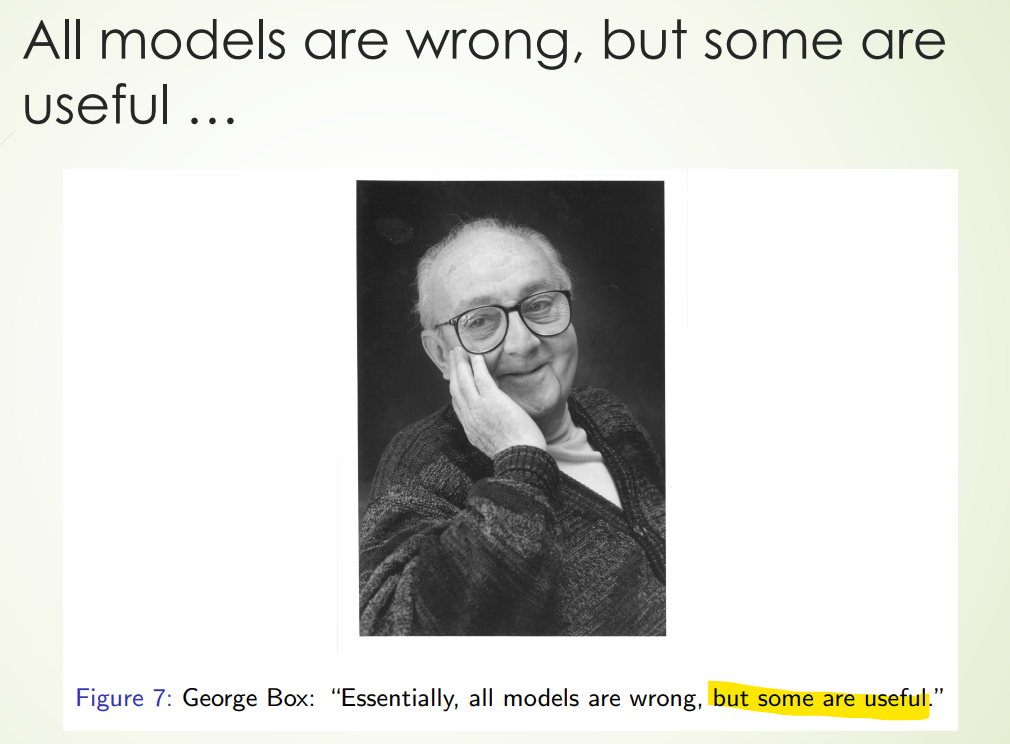 All models are wrong, but some are
useful ...
Figure 7: George Box: “Essentially, all models are wrong, but some are useful.”